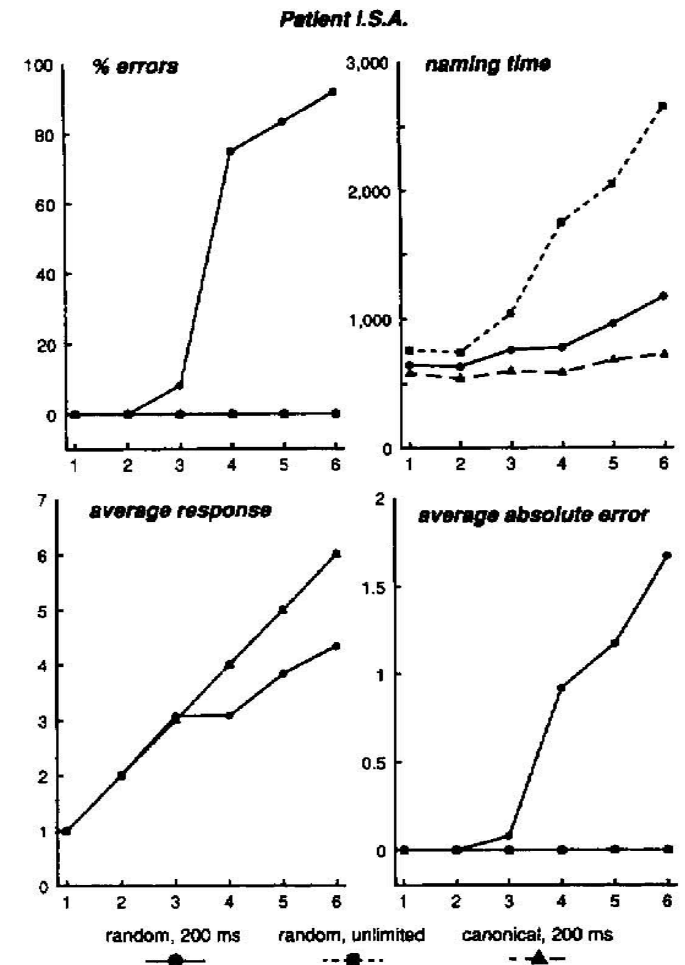 Patient I.S.A.
% errors
100
80
60
40
20
0
1 2 3 4 5 6
naming time
3,000
2,000
1,000
0
1 2 3 4 5 6
average response
7
6
5
4
3
2
1
0
1 2 3 4 5 6
average absolute error
2
1.5
1
0.5
0
1 2 3 4 5 6
random, 200 ms random, unlimited canonical, 200 ms